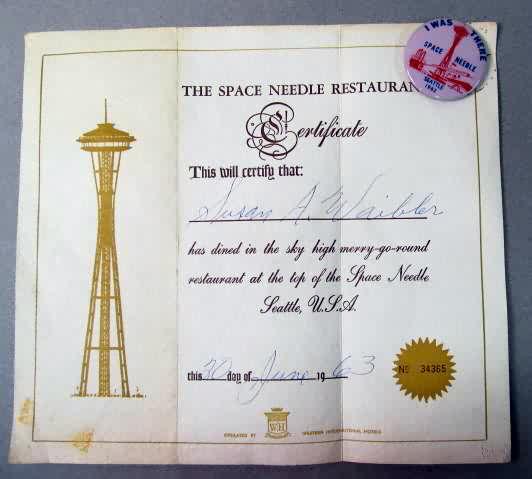 I WAS THERE
SPACE NEEDLE
SEATTLE
1962
THE SPACE NEEDLE RESTAURAN
Certificate
This will certify that:
Susan A. Waibler
has dined in the sky high merry-go-round
restaurant at the top of the Space Needle
Seattle, U.S.A.
this 30 day of June 1963
No 34365
OPERATED BY WH WESTERN INTERNATIONAL HOTELS